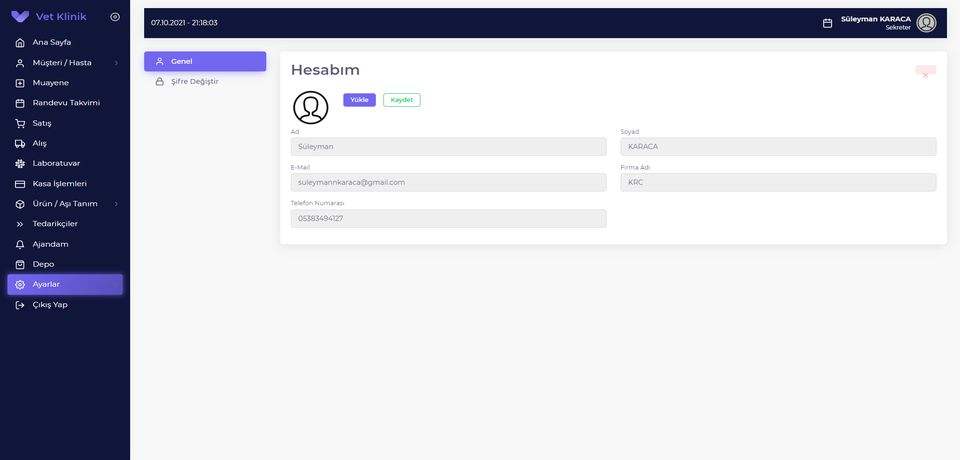 Vet Klinik
Ana Sayfa
Müşteri / Hasta
Muayene
Randevu Takvimi
Satış
Alış
Laboratuvar
Kasa İşlemleri
Ürün / Aşı Tanım
Tedarikçiler
Ajandam
Depo
Ayarlar
Çıkış Yap
07.10.2021 - 21:18:03
Süleyman KARACA
Sekreter
Genel
Şifre Değiştir
Hesabım
Yükle
Kaydet
Ad
Soyad
Süleyman
KARACA
E-Mail
Firma Adı
suleymannkaraca@gmail.com
KRC
Telefon Numarası
05383494127